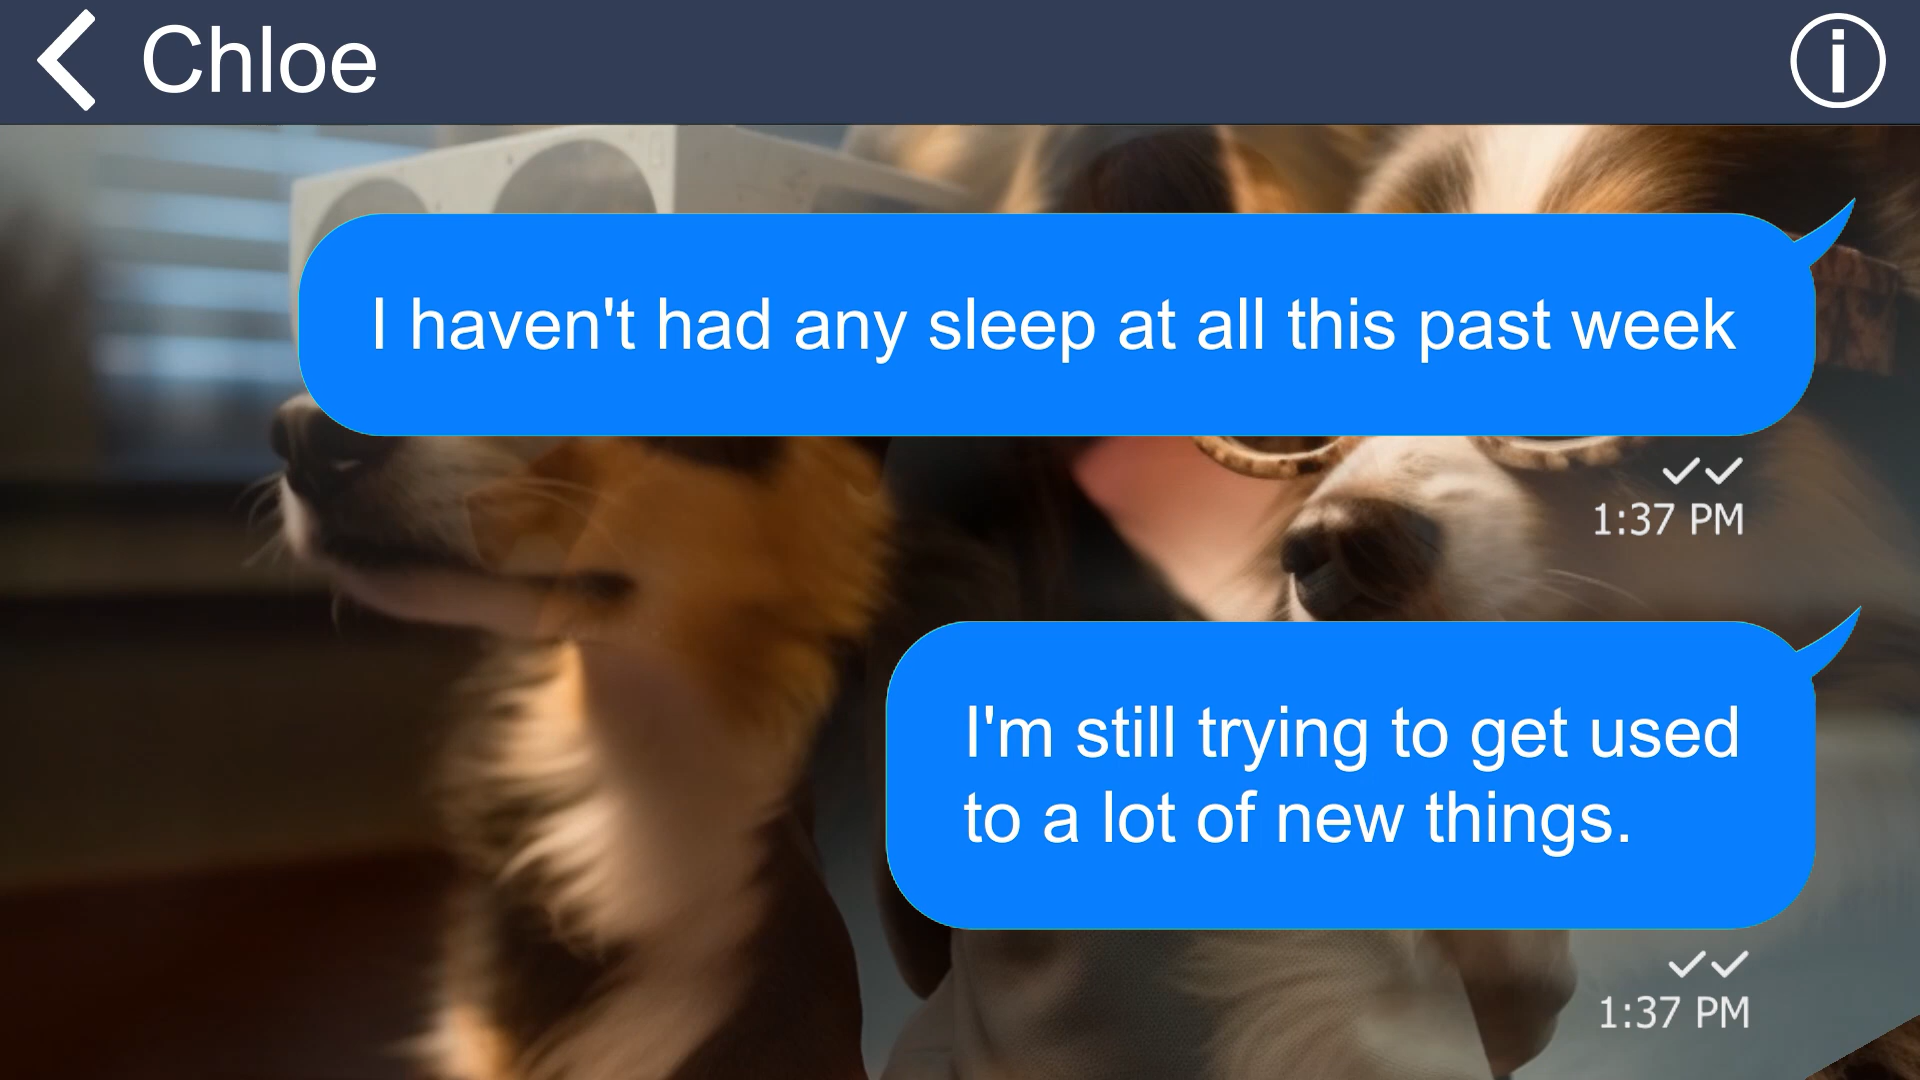 Chloe
I haven't had any sleep at all this past week
1:37 PM
I'm still trying to get used
to a lot of new things.
1:37 PM